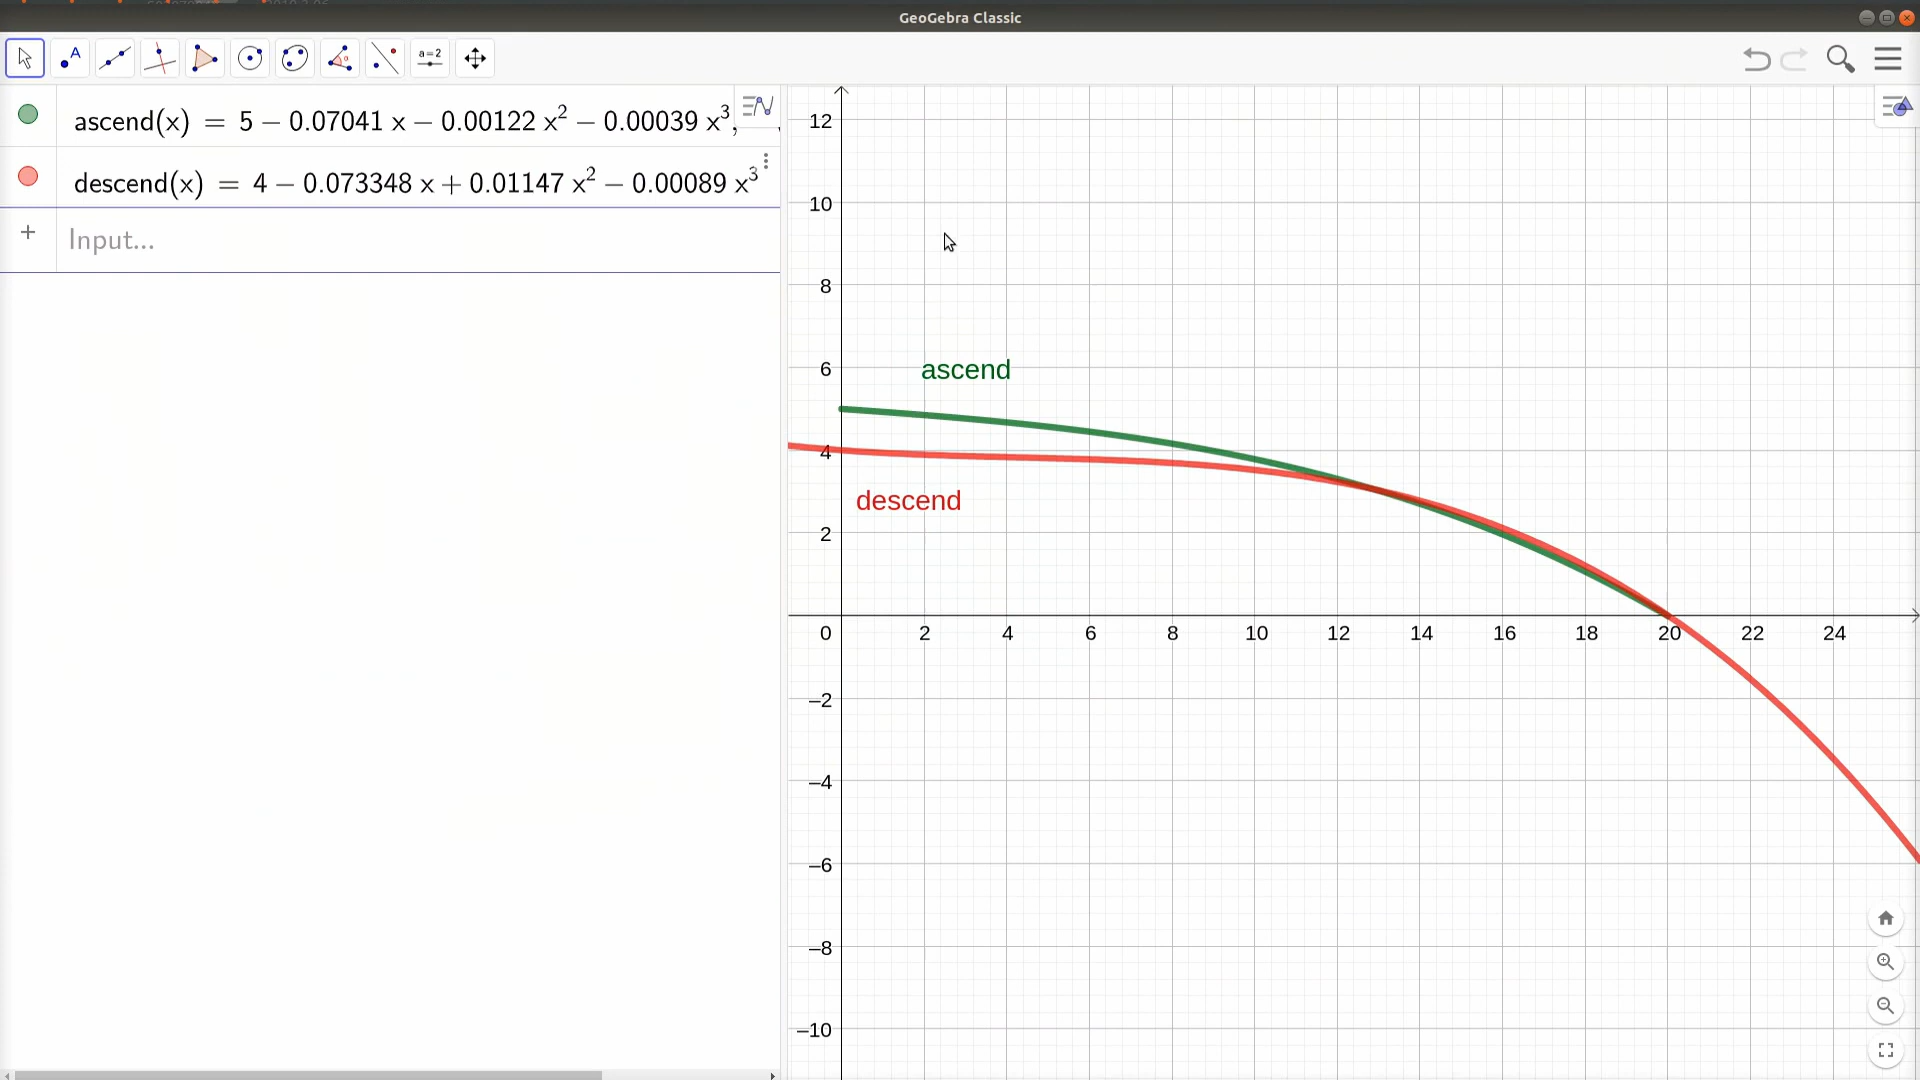 GeoGebra Classic
A
α
a=2
ascend(x) = 5 − 0.07041 x − 0.00122 x² − 0.00039 x³,
descend(x) = 4 − 0.073348 x + 0.01147 x² − 0.00089 x³
+ Input...
12
10
8
6
ascend
4
descend
2
0 2 4 6 8 10 12 14 16 18 20 22 24
−2
−4
−6
−8
−10